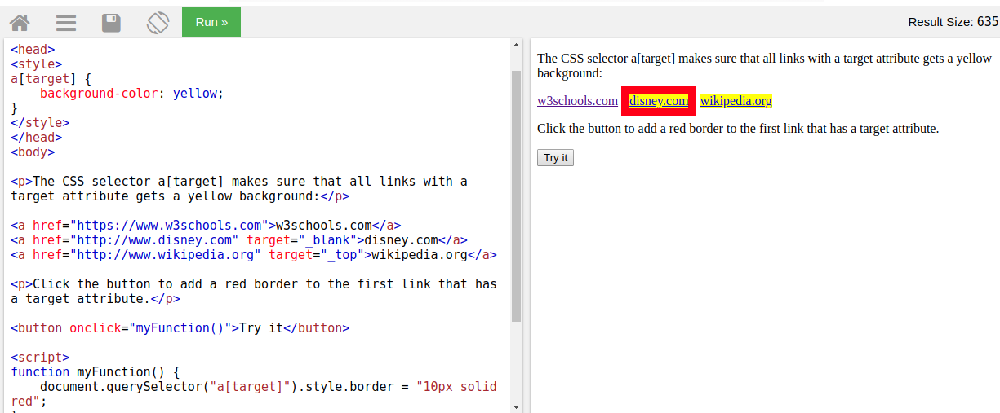 Run »
Result Size: 635
<head>
<style>
a[target] {
    background-color: yellow;
}
</style>
</head>
<body>
<p>The CSS selector a[target] makes sure that all links with a
target attribute gets a yellow background:</p>
<a href="https://www.w3schools.com">w3schools.com</a>
<a href="http://www.disney.com" target="_blank">disney.com</a>
<a href="http://www.wikipedia.org" target="_top">wikipedia.org</a>
<p>Click the button to add a red border to the first link that has
a target attribute.</p>
<button onclick="myFunction()">Try it</button>
<script>
function myFunction() {
    document.querySelector("a[target]").style.border = "10px solid
red";
The CSS selector a[target] makes sure that all links with a target attribute gets a yellow
background:
w3schools.com disney.com wikipedia.org
Click the button to add a red border to the first link that has a target attribute.
Try it